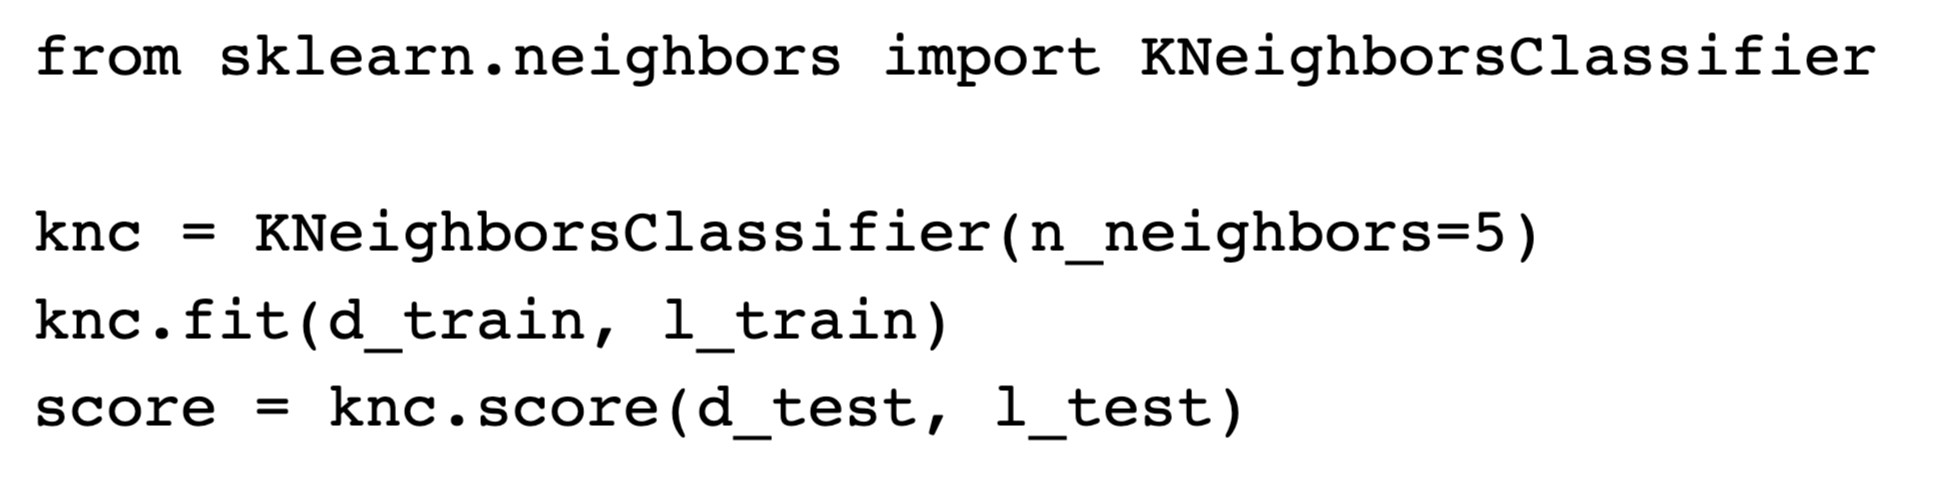 from sklearn.neighbors import KNeighborsClassifier
knc = KNeighborsClassifier(n_neighbors=5)
knc.fit(d_train, l_train)
score = knc.score(d_test, l_test)